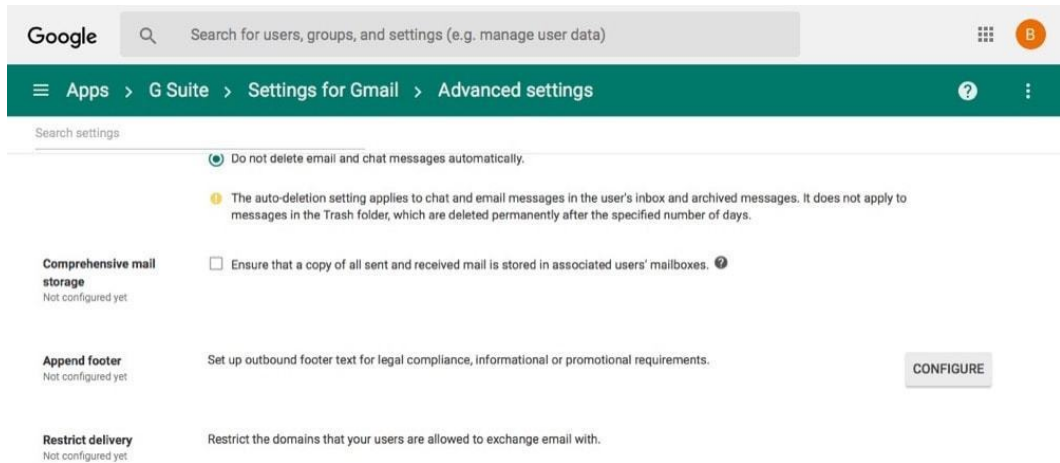 Google
Search for users, groups, and settings (e.g. manage user data)
B
Apps > G Suite > Settings for Gmail > Advanced settings
Search settings
Do not delete email and chat messages automatically.
The auto-deletion setting applies to chat and email messages in the user's inbox and archived messages. It does not apply to
messages in the Trash folder, which are deleted permanently after the specified number of days.
Comprehensive mail
storage
Not configured yet
Ensure that a copy of all sent and received mail is stored in associated users' mailboxes.
Append footer
Not configured yet
Set up outbound footer text for legal compliance, informational or promotional requirements.
CONFIGURE
Restrict delivery
Not configured yet
Restrict the domains that your users are allowed to exchange email with.